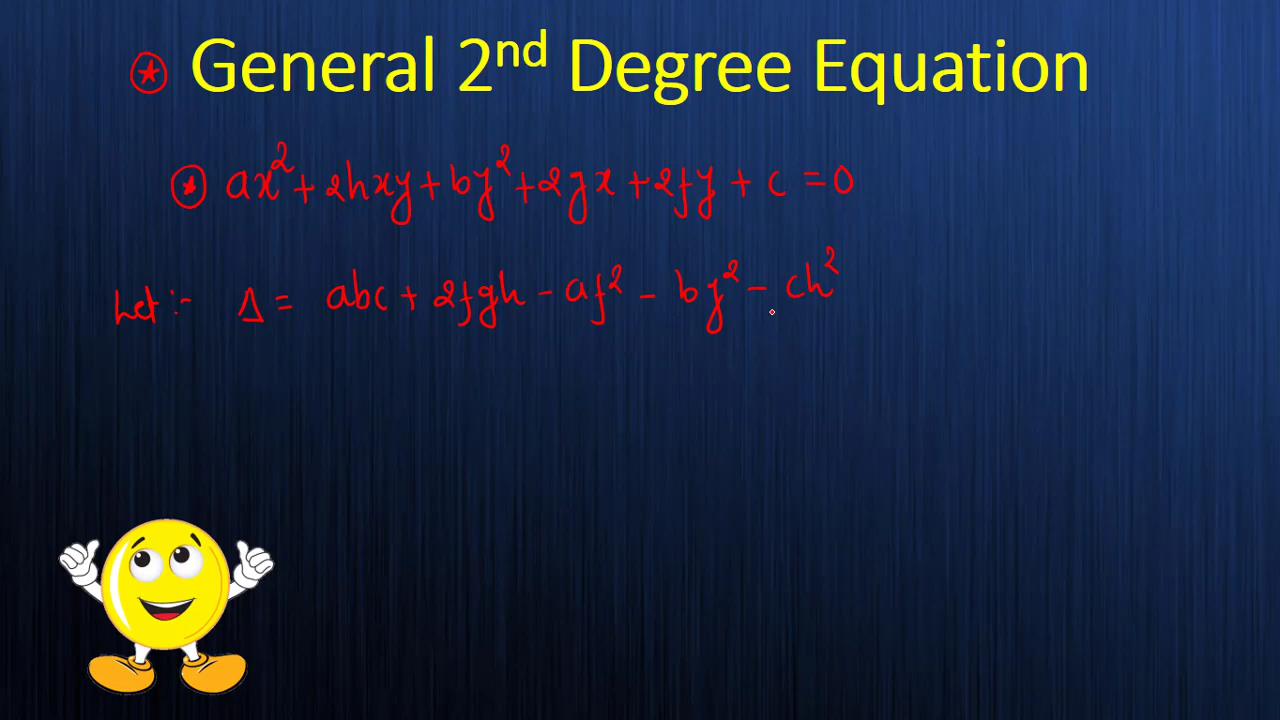 General 2nd Degree Equation
ax² + 2hxy + by² + 2gx + 2fy + c = 0
Let :- Δ = abc + 2fgh - af² - bg² - ch²